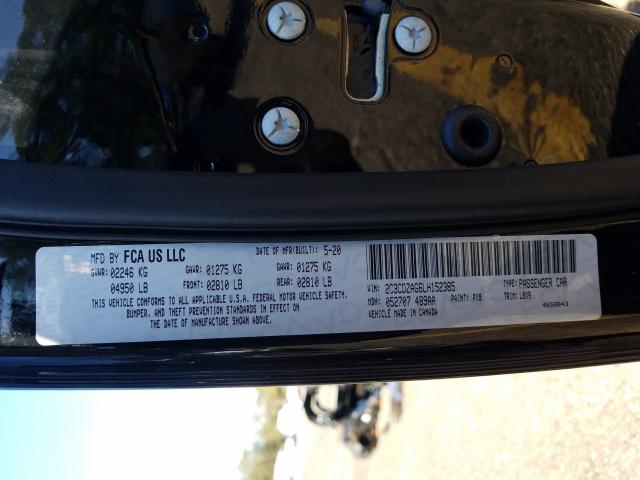 MFD BY FCA US LLC DATE OF MFR(BUILT): 5-20
GVWR: 02246 KG GAWR: 01275 KG GAWR: 01275 KG
04950 LB FRONT: 02810 LB REAR: 02810 LB
THIS VEHICLE CONFORMS TO ALL APPLICABLE U.S.A. FEDERAL MOTOR VEHICLE SAFETY,
BUMPER, AND THEFT PREVENTION STANDARDS IN EFFECT ON
THE DATE OF MANUFACTURE SHOWN ABOVE.
VIN: 2C3CDZAG6LH152385 TYPE: PASSENGER CAR
MDH: 052707 489AA PAINT: PX8 TRIM: LBX9
VEHICLE MADE IN CANADA 4658043